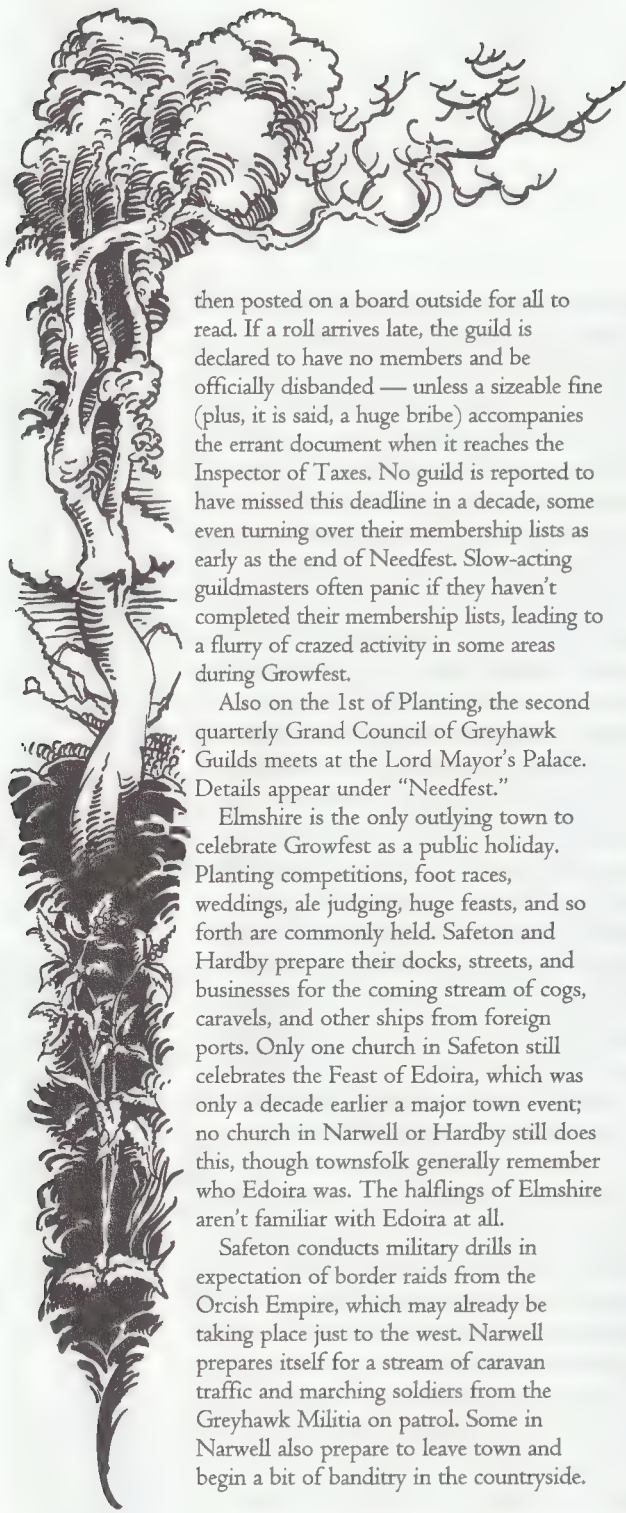 then posted on a board outside for all to
read. If a roll arrives late, the guild is
declared to have no members and be
officially disbanded — unless a sizeable fine
(plus, it is said, a huge bribe) accompanies
the errant document when it reaches the
Inspector of Taxes. No guild is reported to
have missed this deadline in a decade, some
even turning over their membership lists as
early as the end of Needfest. Slow-acting
guildmasters often panic if they haven't
completed their membership lists, leading to
a flurry of crazed activity in some areas
during Growfest.
Also on the 1st of Planting, the second
quarterly Grand Council of Greyhawk
Guilds meets at the Lord Mayor's Palace.
Details appear under "Needfest."
Elmshire is the only outlying town to
celebrate Growfest as a public holiday.
Planting competitions, foot races,
weddings, ale judging, huge feasts, and so
forth are commonly held. Safeton and
Hardby prepare their docks, streets, and
businesses for the coming stream of cogs,
caravels, and other ships from foreign
ports. Only one church in Safeton still
celebrates the Feast of Edoira, which was
only a decade earlier a major town event;
no church in Narwell or Hardby still does
this, though townsfolk generally remember
who Edoira was. The halflings of Elmshire
aren't familiar with Edoira at all.
Safeton conducts military drills in
expectation of border raids from the
Orcish Empire, which may already be
taking place just to the west. Narwell
prepares itself for a stream of caravan
traffic and marching soldiers from the
Greyhawk Militia on patrol. Some in
Narwell also prepare to leave town and
begin a bit of banditry in the countryside.